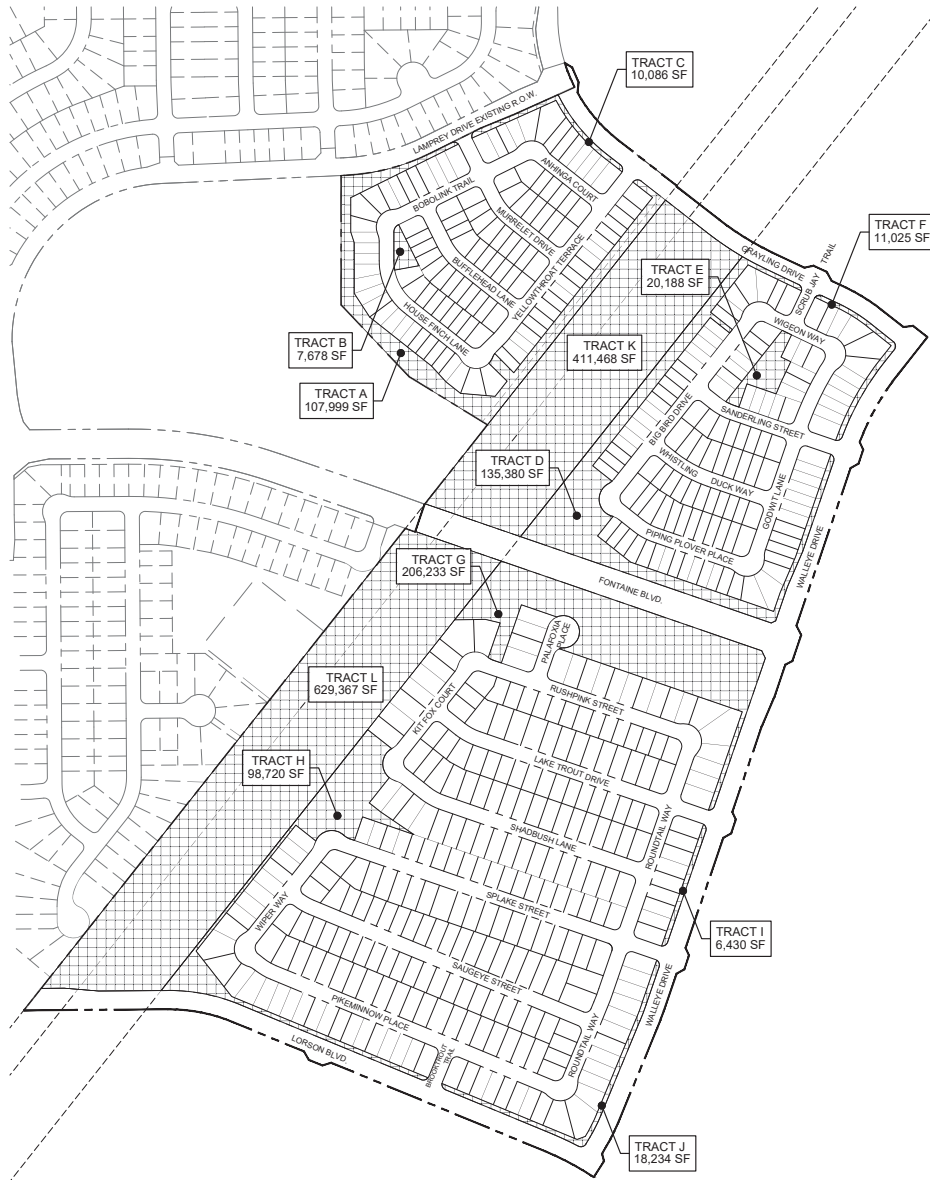 TRACT C
10,086 SF
LAMPREY DRIVE EXISTING R.O.W.
ANHINGA COURT
BOBOLINK TRAIL
MURRELET DRIVE
BUFFLEHEAD LANE
YELLOWTHROAT TERRACE
HOUSE FINCH LANE
TRACT B
7,678 SF
TRACT A
107,999 SF
TRACT K
411,468 SF
TRACT F
11,025 SF
TRACT E
20,188 SF
GRAYLING DRIVE
SCRUB JAY TRAIL
WIGEON WAY
SANDERLING STREET
BIG BIRD DRIVE
WHISTLING DUCK WAY
GODWIT LANE
PIPING PLOVER PLACE
WALLEYE DRIVE
TRACT D
135,380 SF
FONTAINE BLVD.
TRACT G
206,233 SF
PALAFOXIA
PLACE
RUSHPINK STREET
KIT FOX COURT
TRACT L
629,367 SF
LAKE TROUT DRIVE
TRACT H
98,720 SF
SHADBUSH LANE
ROUNDTAIL WAY
SPLAKE STREET
WIPER WAY
TRACT I
6,430 SF
SAUGEYE STREET
WALLEYE DRIVE
PIKEMINNOW PLACE
ROUNDTAIL WAY
LORSON BLVD.
BROOKTROUT
TRAIL
TRACT J
18,234 SF